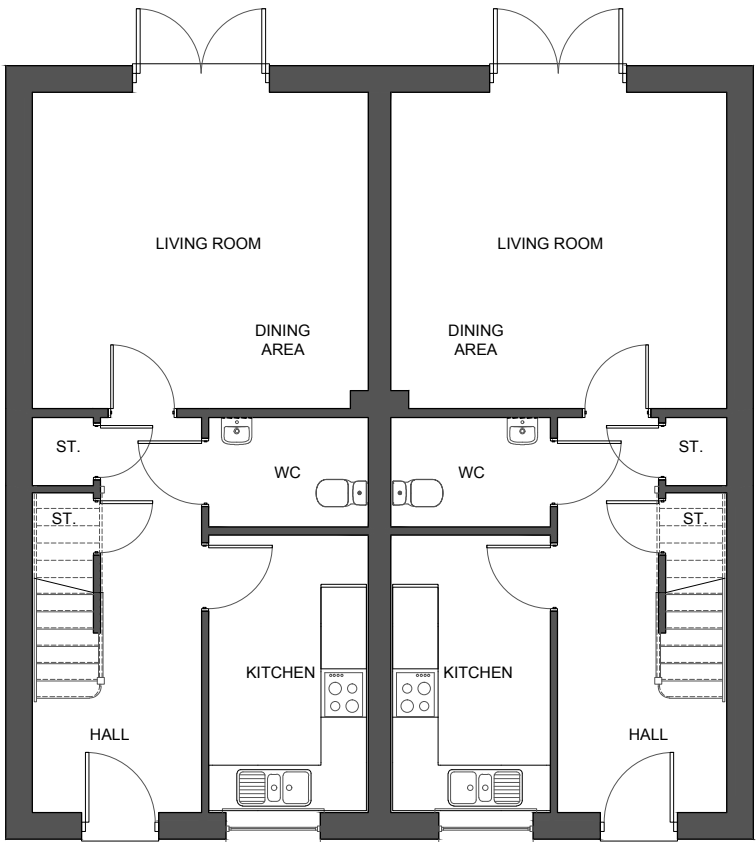 LIVING ROOM
LIVING ROOM
DINING
AREA
DINING
AREA
ST.
WC
WC
ST.
ST.
ST.
KITCHEN
KITCHEN
HALL
HALL